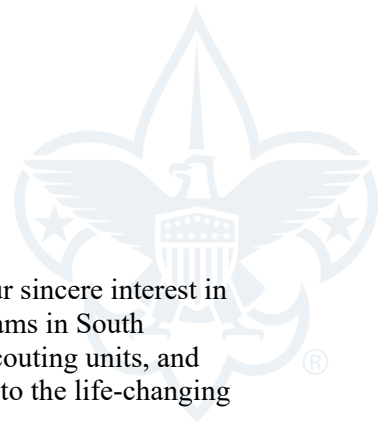 ur sincere interest in
ams in South
couting units, and
to the life-changing
®